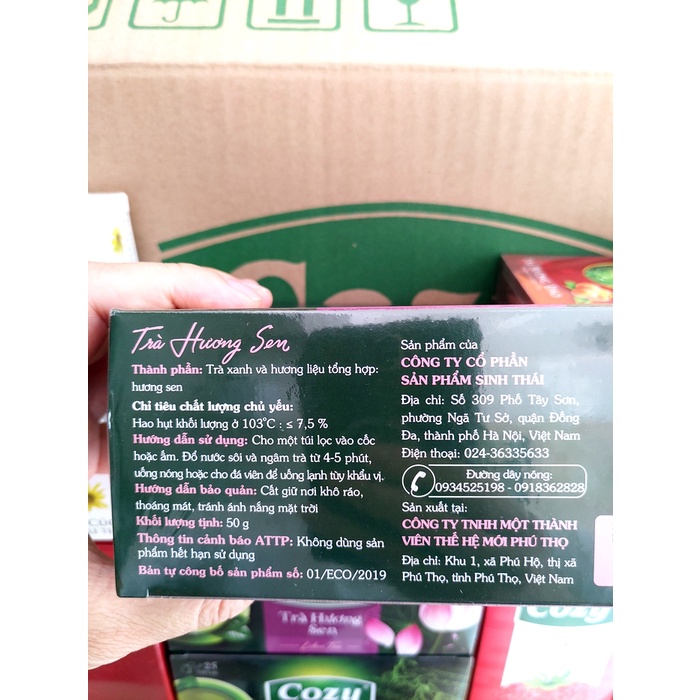 Trà Hương Sen
Thành phần: Trà xanh và hương liệu tổng hợp:
hương sen
Chỉ tiêu chất lượng chủ yếu:
Hao hụt khối lượng ở 103°C : ≤ 7,5 %
Hướng dẫn sử dụng: Cho một túi lọc vào cốc
hoặc ấm. Đổ nước sôi và ngâm trà từ 4-5 phút,
uống nóng hoặc cho đá viên để uống lạnh tùy khẩu vị.
Hướng dẫn bảo quản: Cất giữ nơi khô ráo,
thoáng mát, tránh ánh nắng mặt trời
Khối lượng tịnh: 50 g
Thông tin cảnh báo ATTP: Không dùng sản
phẩm hết hạn sử dụng
Bản tự công bố sản phẩm số: 01/ECO/2019
Sản phẩm của
CÔNG TY CỔ PHẦN
SẢN PHẨM SINH THÁI
Địa chỉ: Số 309 Phố Tây Sơn,
phường Ngã Tư Sở, quận Đống
Đa, thành phố Hà Nội, Việt Nam
Điện thoại: 024-36335633
Đường dây nóng:
0934525198 - 0918362828
Sản xuất tại:
CÔNG TY TNHH MỘT THÀNH
VIÊN THẾ HỆ MỚI PHÚ THỌ
Địa chỉ: Khu 1, xã Phú Hộ, thị xã
Phú Thọ, tỉnh Phú Thọ, Việt Nam
Trà Hương
Sen
25
Cozy
Cozy